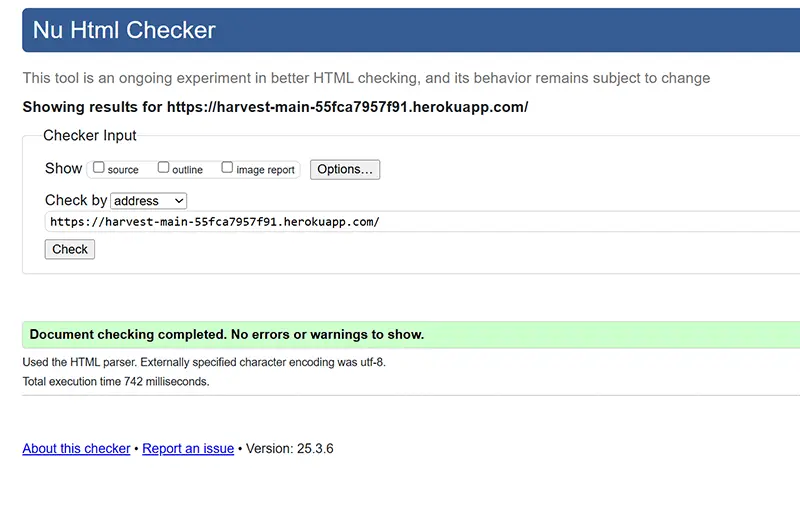 Nu Html Checker
This tool is an ongoing experiment in better HTML checking, and its behavior remains subject to change
Showing results for https://harvest-main-55fca7957f91.herokuapp.com/
Checker Input
Show source outline image report Options...
Check by address
https://harvest-main-55fca7957f91.herokuapp.com/
Check
Document checking completed. No errors or warnings to show.
Used the HTML parser. Externally specified character encoding was utf-8.
Total execution time 742 milliseconds.
About this checker • Report an issue • Version: 25.3.6